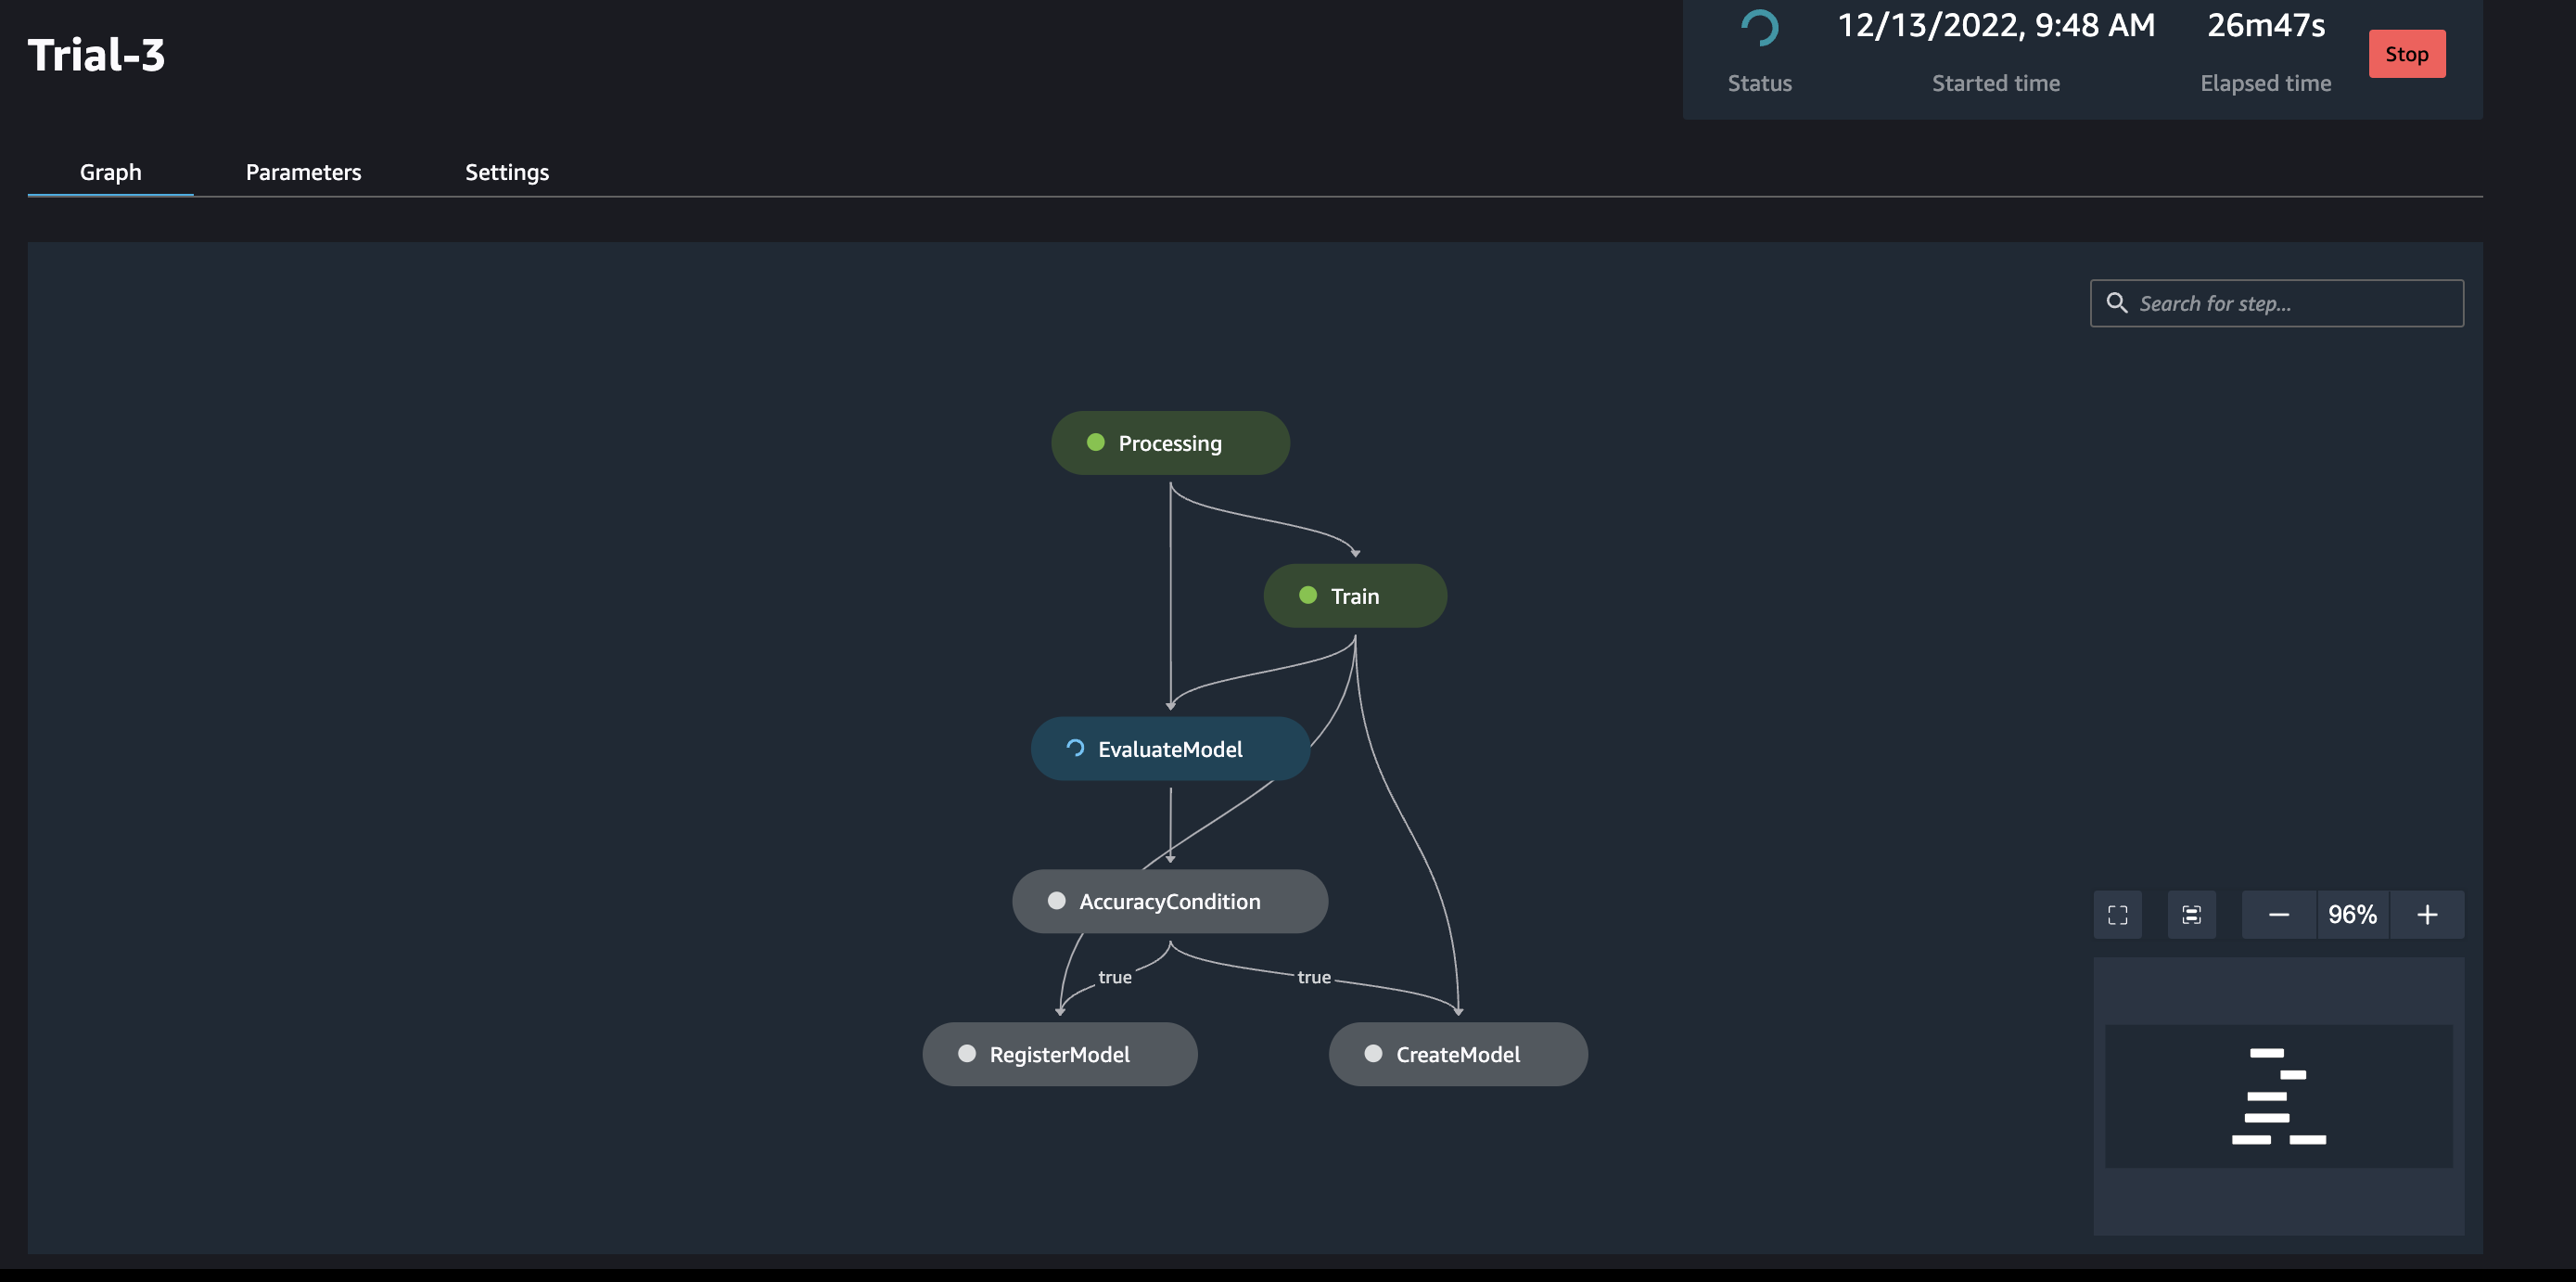 Trial-3
12/13/2022, 9:48 AM
26m47s
Stop
Status
Started time
Elapsed time
Graph
Parameters
Settings
Search for step...
Processing
Train
EvaluateModel
AccuracyCondition
true
true
RegisterModel
CreateModel
96%